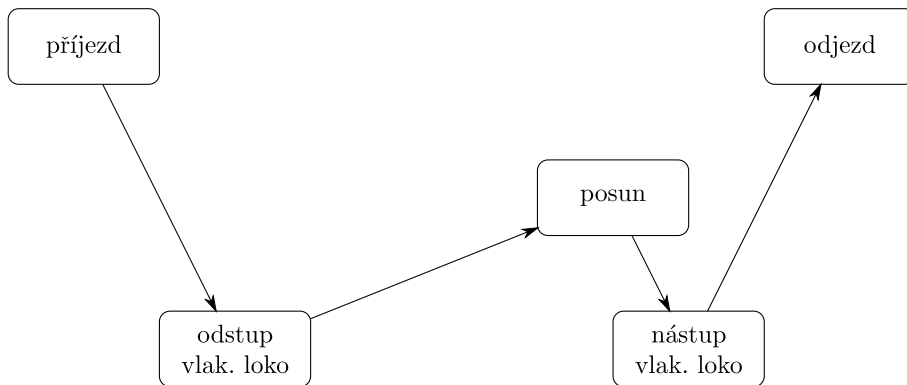 příjezd
odjezd
posun
odstup
vlak. loko
nástup
vlak. loko